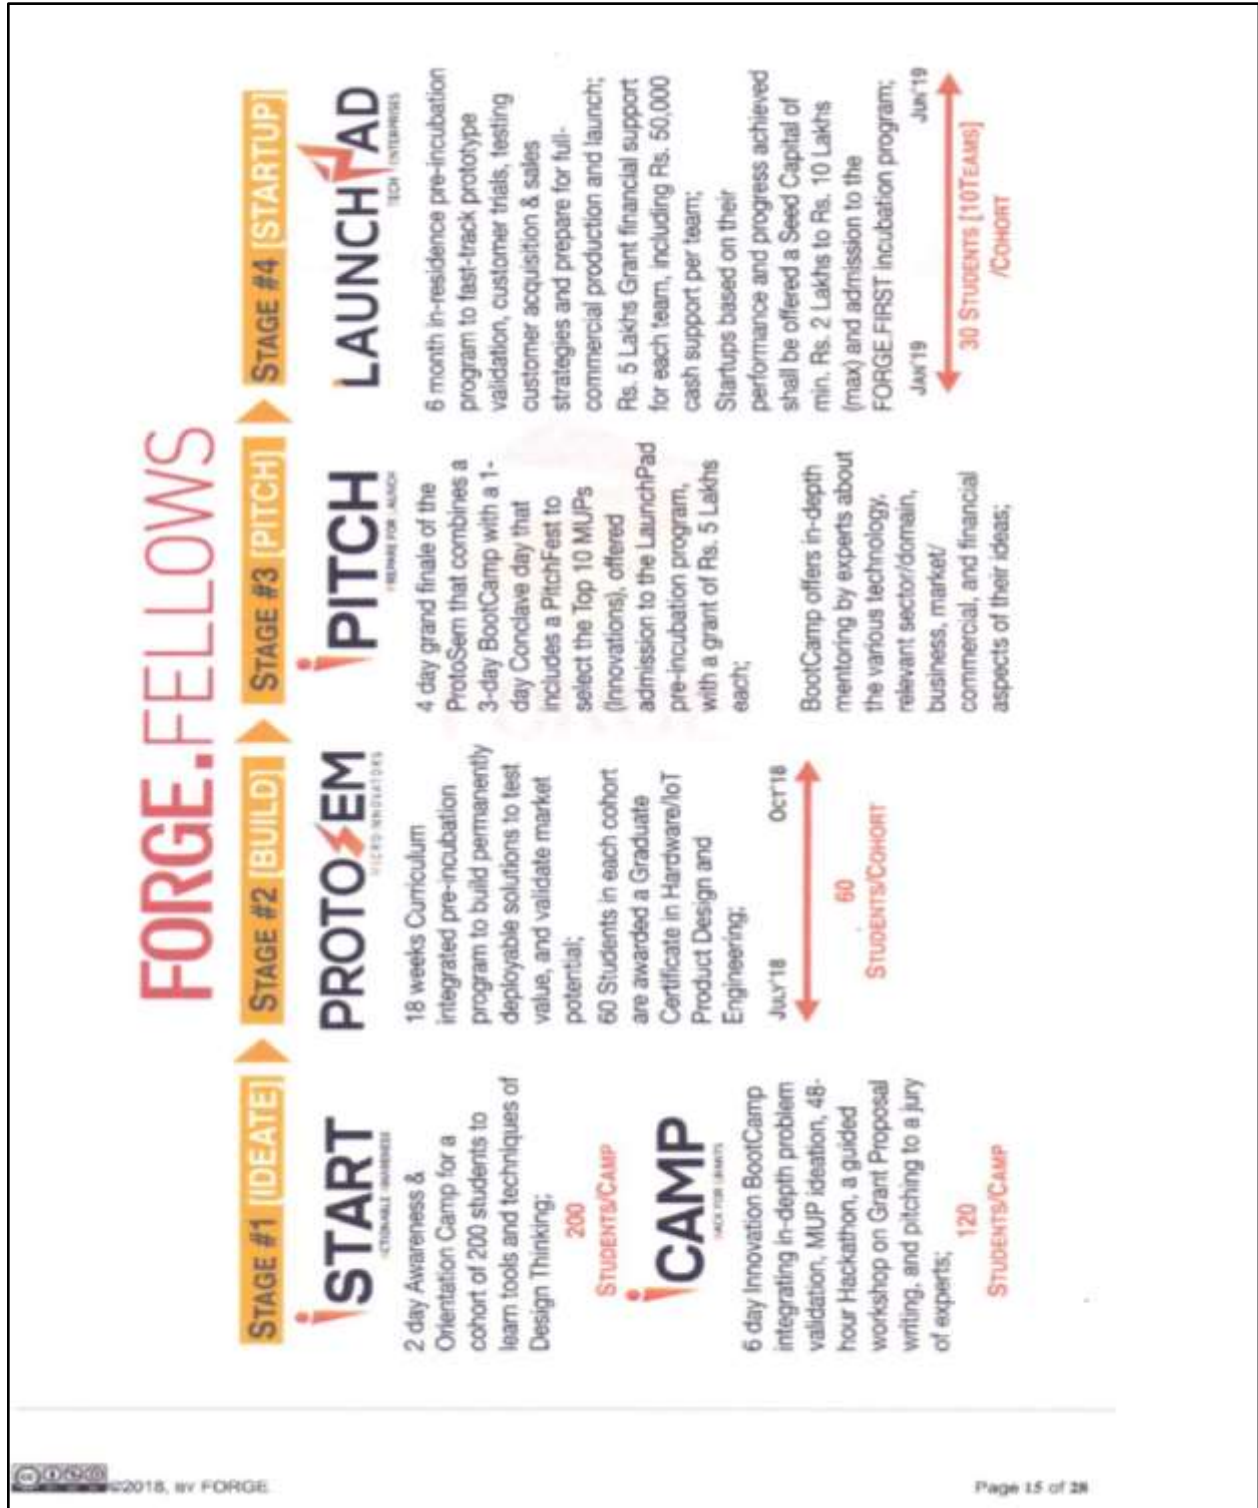 FORGE.FELLOWS
STAGE #1 [IDEATE]
STAGE #2 [BUILD]
STAGE #3 [PITCH]
STAGE #4 [STARTUP]
iSTART
2 day Awareness &
Orientation Camp for a
cohort of 200 students to
learn tools and techniques of
Design Thinking;
200
STUDENTS/CAMP
iCAMP
6 day Innovation BootCamp
integrating in-depth problem
validation, MUP ideation, 48-
hour Hackathon, a guided
workshop on Grant Proposal
writing, and pitching to a jury
of experts;
120
STUDENTS/CAMP
PROTOSEM
MICRO INNOVATORS
18 weeks Curriculum
integrated pre-incubation
program to build permanently
deployable solutions to test
value, and validate market
potential;
60 Students in each cohort
are awarded a Graduate
Certificate in Hardware/IoT
Product Design and
Engineering;
JULY'18 OCT'18
60
STUDENTS/COHORT
iPITCH
PREPARE FOR LAUNCH
4 day grand finale of the
ProtoSem that combines a
3-day BootCamp with a 1-
day Conclave day that
includes a PitchFest to
select the Top 10 MUPs
(Innovations), offered
admission to the LaunchPad
pre-incubation program,
with a grant of Rs. 5 Lakhs
each;
BootCamp offers in-depth
mentoring by experts about
the various technology,
relevant sector/domain,
business, market/
commercial, and financial
aspects of their ideas;
LAUNCHPAD
TECH ENTERPRISES
6 month in-residence pre-incubation
program to fast-track prototype
validation, customer trials, testing
customer acquisition & sales
strategies and prepare for full-
commercial production and launch;
Rs. 5 Lakhs Grant financial support
for each team, including Rs. 50,000
cash support per team;
Startups based on their
performance and progress achieved
shall be offered a Seed Capital of
min. Rs. 2 Lakhs to Rs. 10 Lakhs
(max) and admission to the
FORGE.FIRST incubation program;
JAN'19 JUN'19
30 STUDENTS [10TEAMS]
/COHORT
©2018, BY FORGE
Page 15 of 28